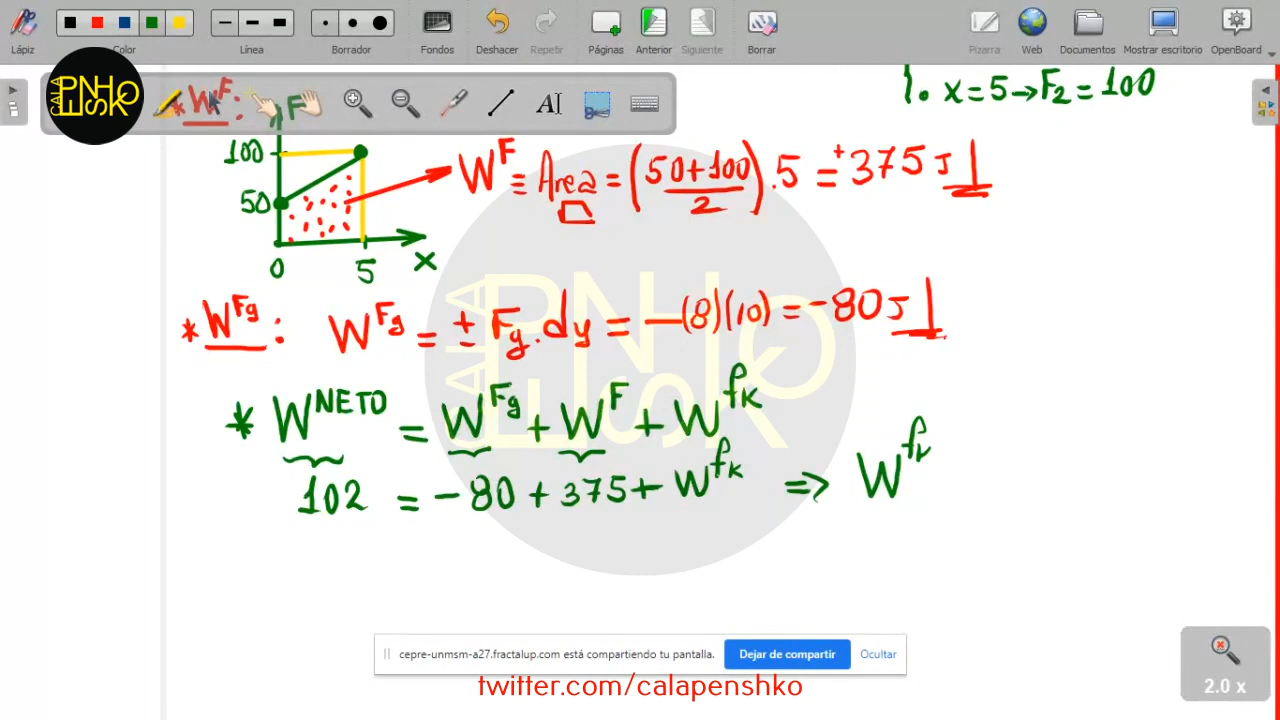 Lápiz Color Línea Borrador Fondos Deshacer Repetir Páginas Anterior Siguiente Borrar Pizarra Web Documentos Mostrar escritorio OpenBoard
CALA PENHSKO
* W^F :
F
1. x = 5 → F₂ = 100
100
50
0 5 x
W^F = Area = (50+100/2) . 5 = +375 J
* W^Fg : W^Fg = ± Fg . dy = -(8)(10) = -80 J
* W^NETO = W^Fg + W^F + W^fk
102 = -80 + 375 + W^fk => W^fk
cepre-unmsm-a27.fractalup.com está compartiendo tu pantalla. Dejar de compartir Ocultar
twitter.com/calapenshko
2.0 x